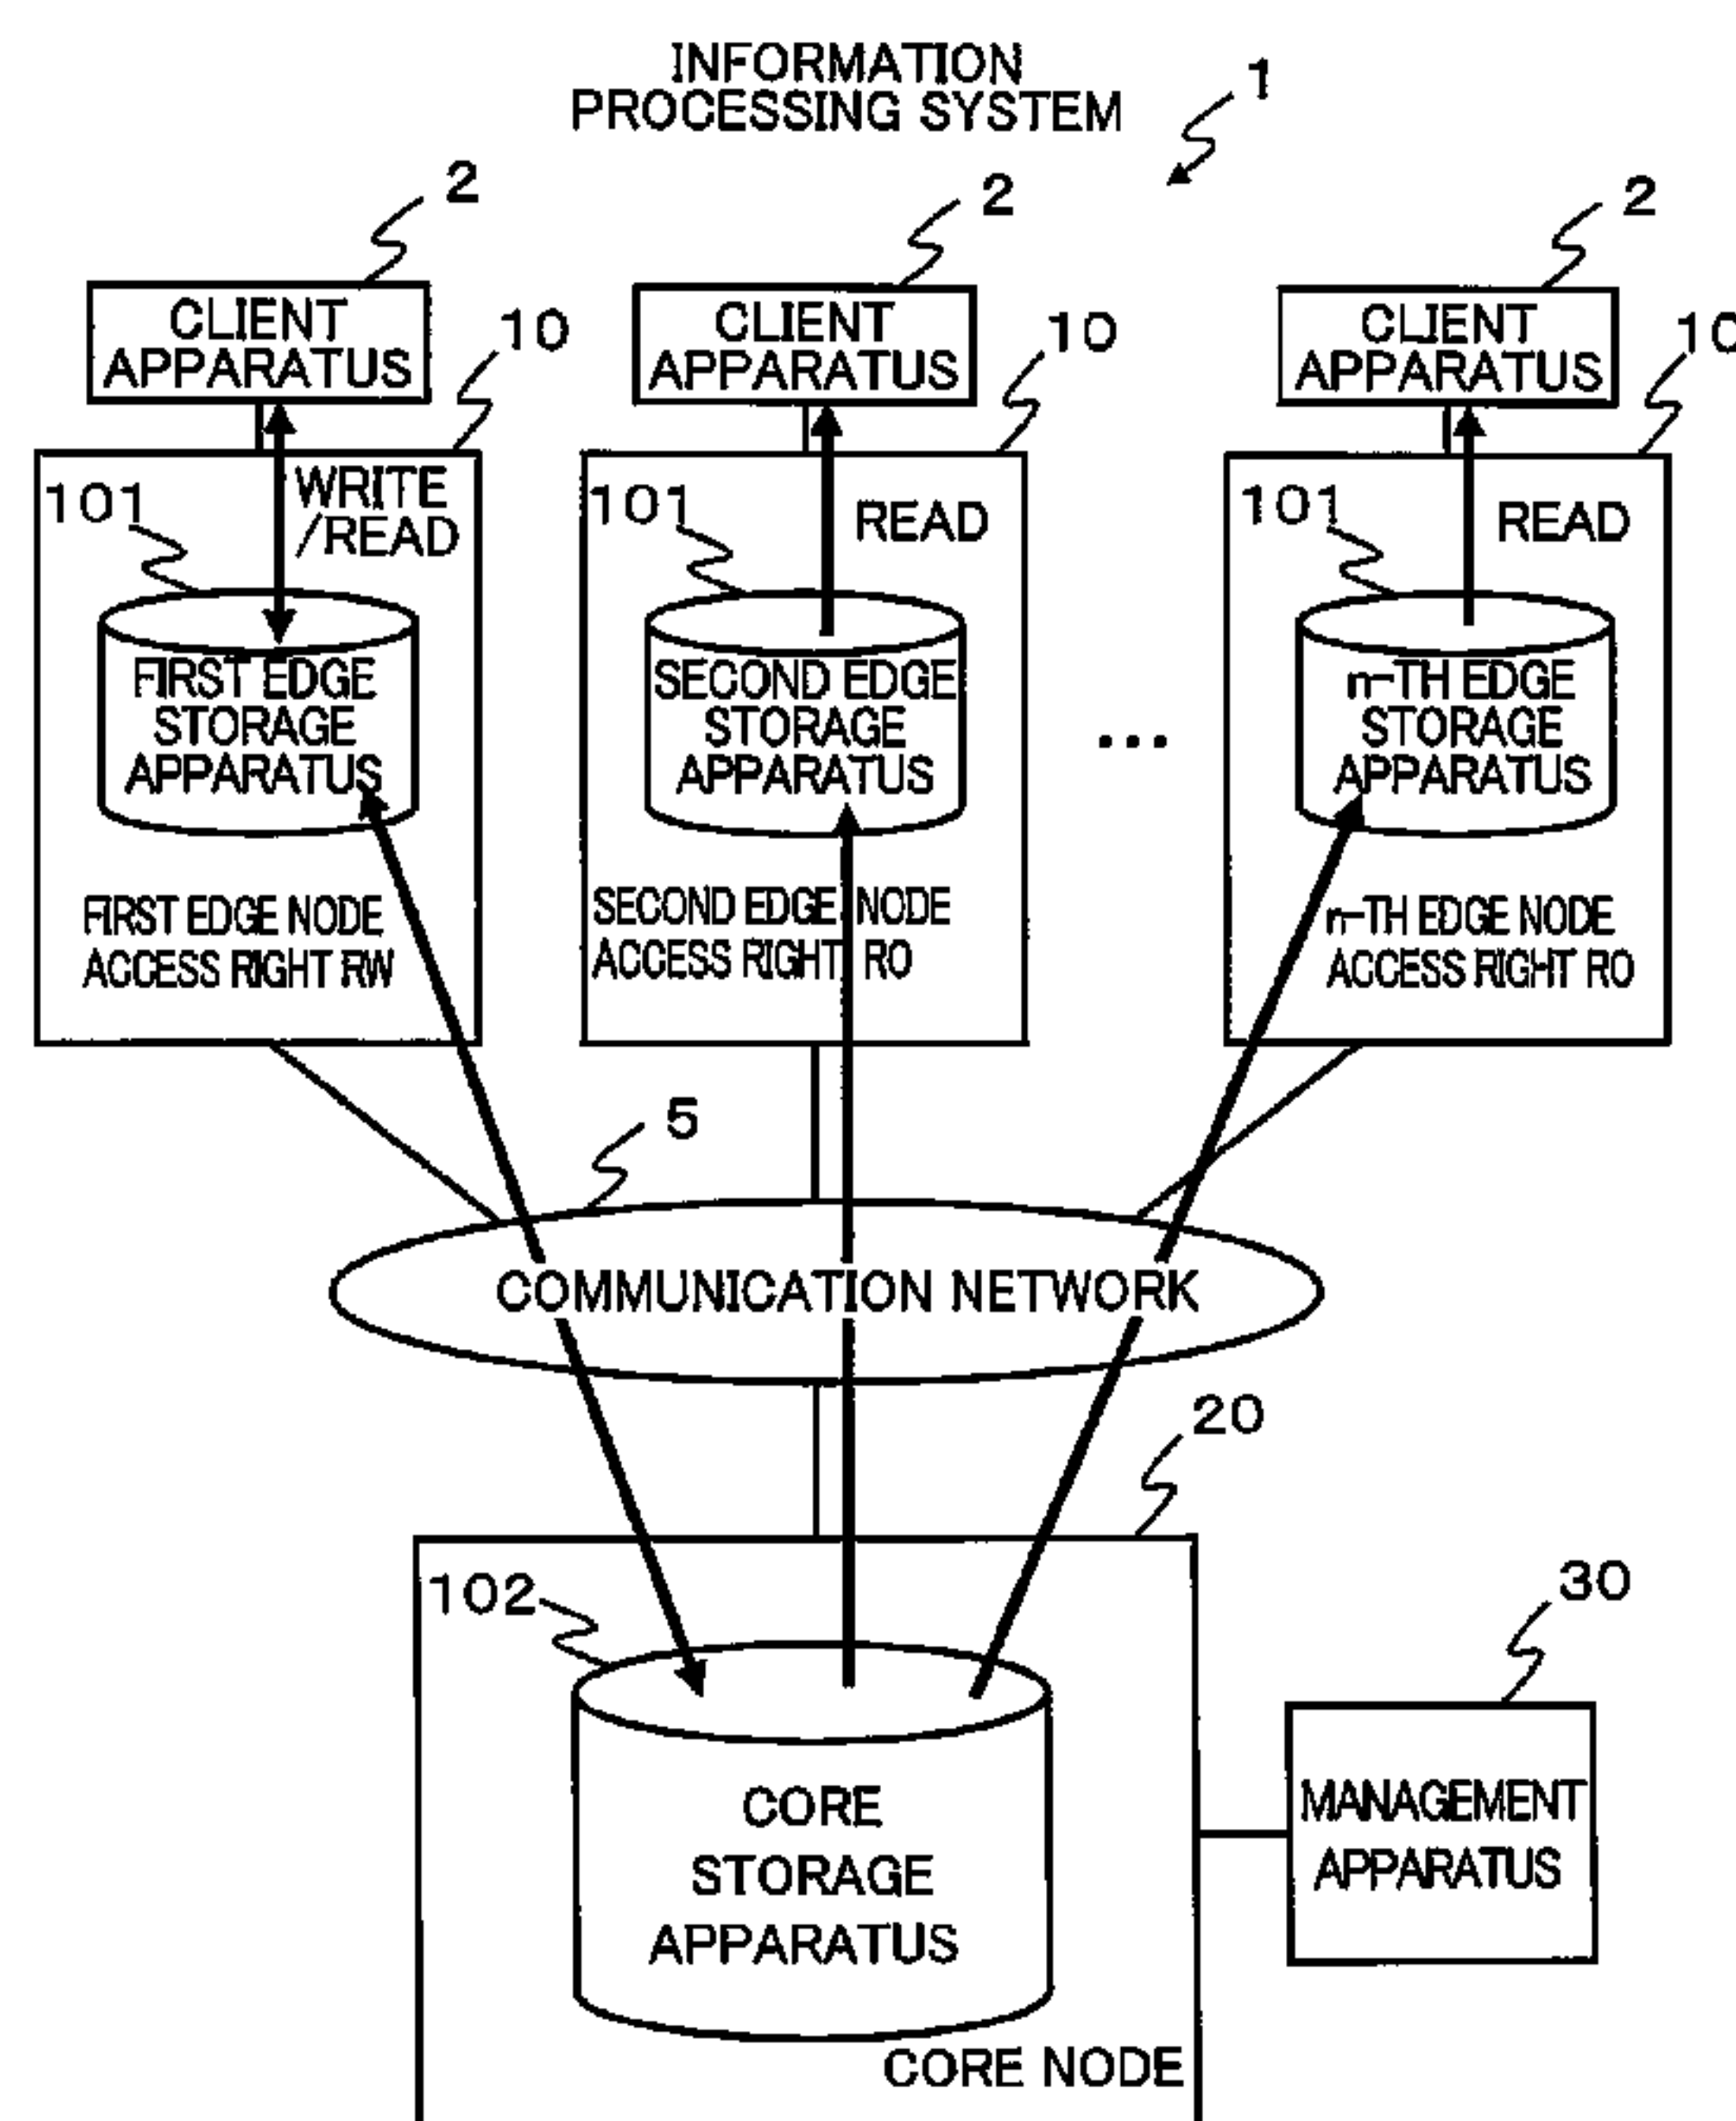 INFORMATION
PROCESSING SYSTEM
1
2
2
2
CLIENT
APPARATUS
10
CLIENT
APPARATUS
10
CLIENT
APPARATUS
10
101
WRITE
/READ
101
READ
101
READ
FIRST EDGE
STORAGE
APPARATUS
SECOND EDGE
STORAGE
APPARATUS
...
n-TH EDGE
STORAGE
APPARATUS
FIRST EDGE NODE
ACCESS RIGHT RW
SECOND EDGE NODE
ACCESS RIGHT RO
n-TH EDGE NODE
ACCESS RIGHT RO
5
COMMUNICATION NETWORK
20
102
30
CORE
STORAGE
APPARATUS
MANAGEMENT
APPARATUS
CORE NODE